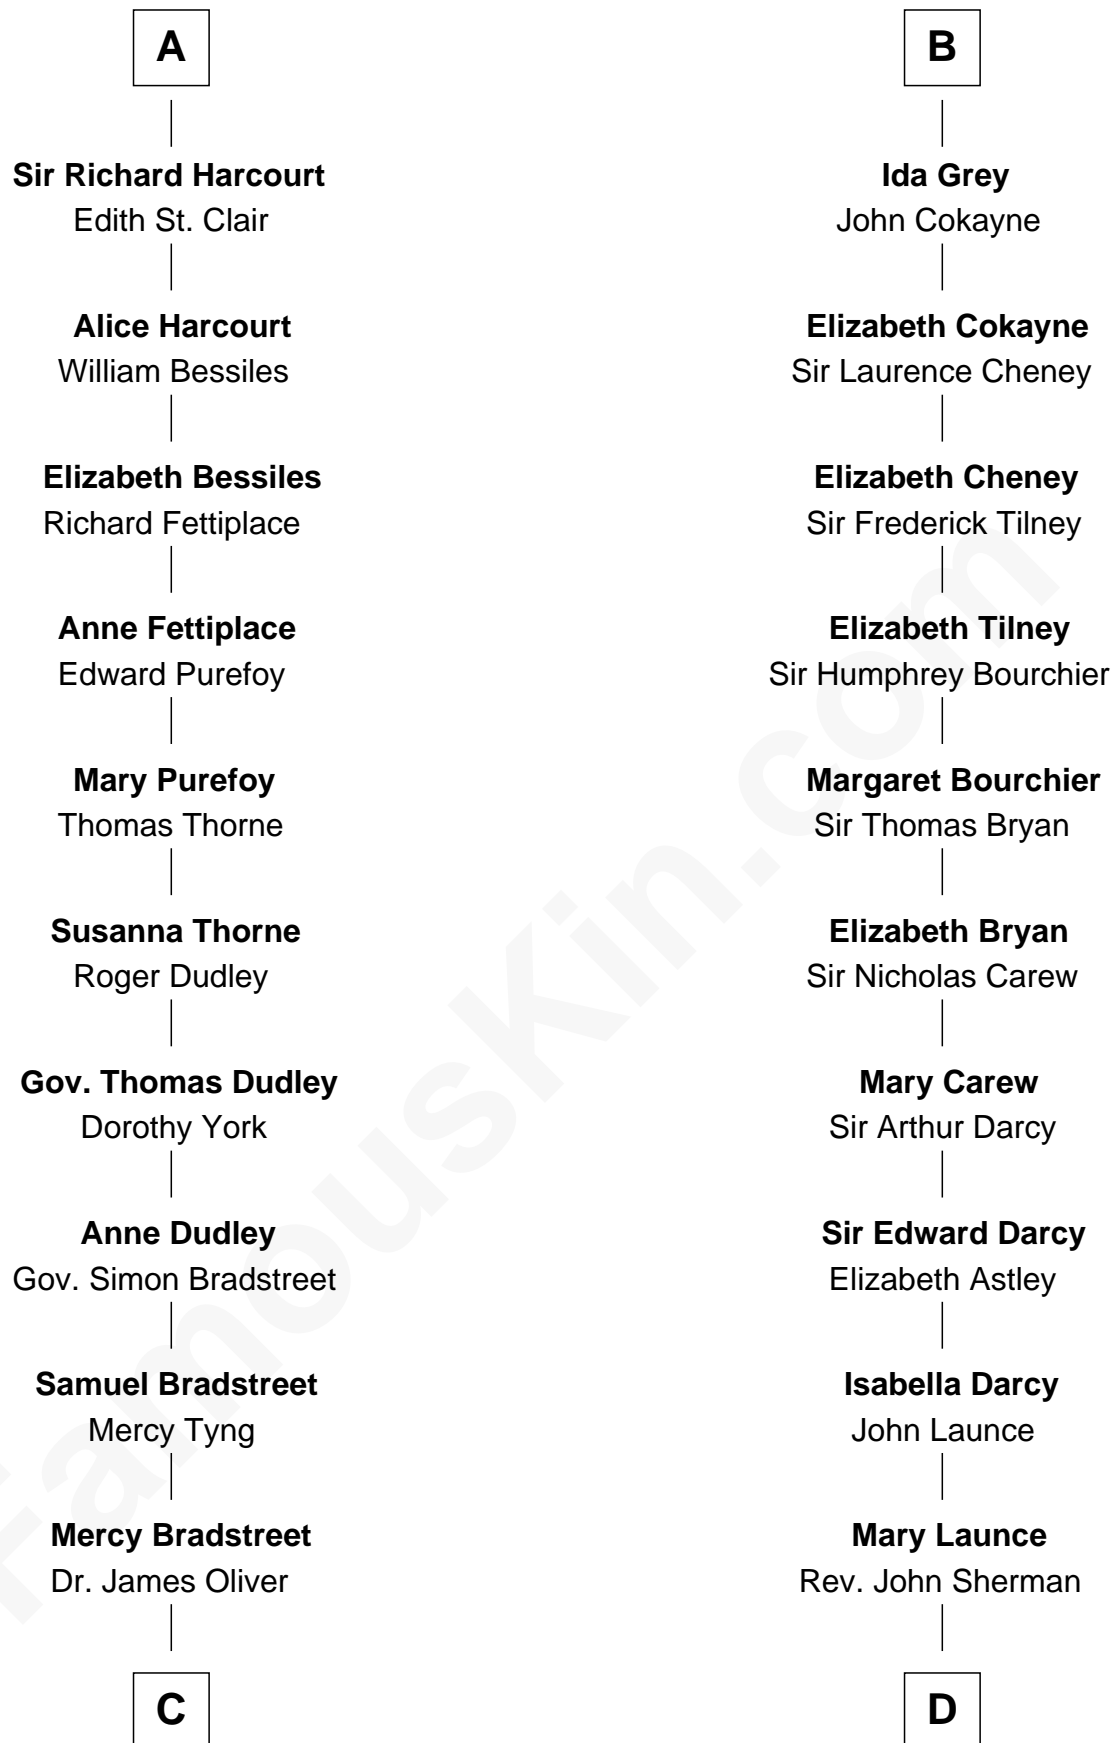 A
Sir Richard Harcourt
Edith St. Clair
Alice Harcourt
William Bessiles
Elizabeth Bessiles
Richard Fettiplace
Anne Fettiplace
Edward Purefoy
Mary Purefoy
Thomas Thorne
Susanna Thorne
Roger Dudley
Gov. Thomas Dudley
Dorothy York
Anne Dudley
Gov. Simon Bradstreet
Samuel Bradstreet
Mercy Tyng
Mercy Bradstreet
Dr. James Oliver
C
B
Ida Grey
John Cokayne
Elizabeth Cokayne
Sir Laurence Cheney
Elizabeth Cheney
Sir Frederick Tilney
Elizabeth Tilney
Sir Humphrey Bourchier
Margaret Bourchier
Sir Thomas Bryan
Elizabeth Bryan
Sir Nicholas Carew
Mary Carew
Sir Arthur Darcy
Sir Edward Darcy
Elizabeth Astley
Isabella Darcy
John Launce
Mary Launce
Rev. John Sherman
D
FamousKin.com